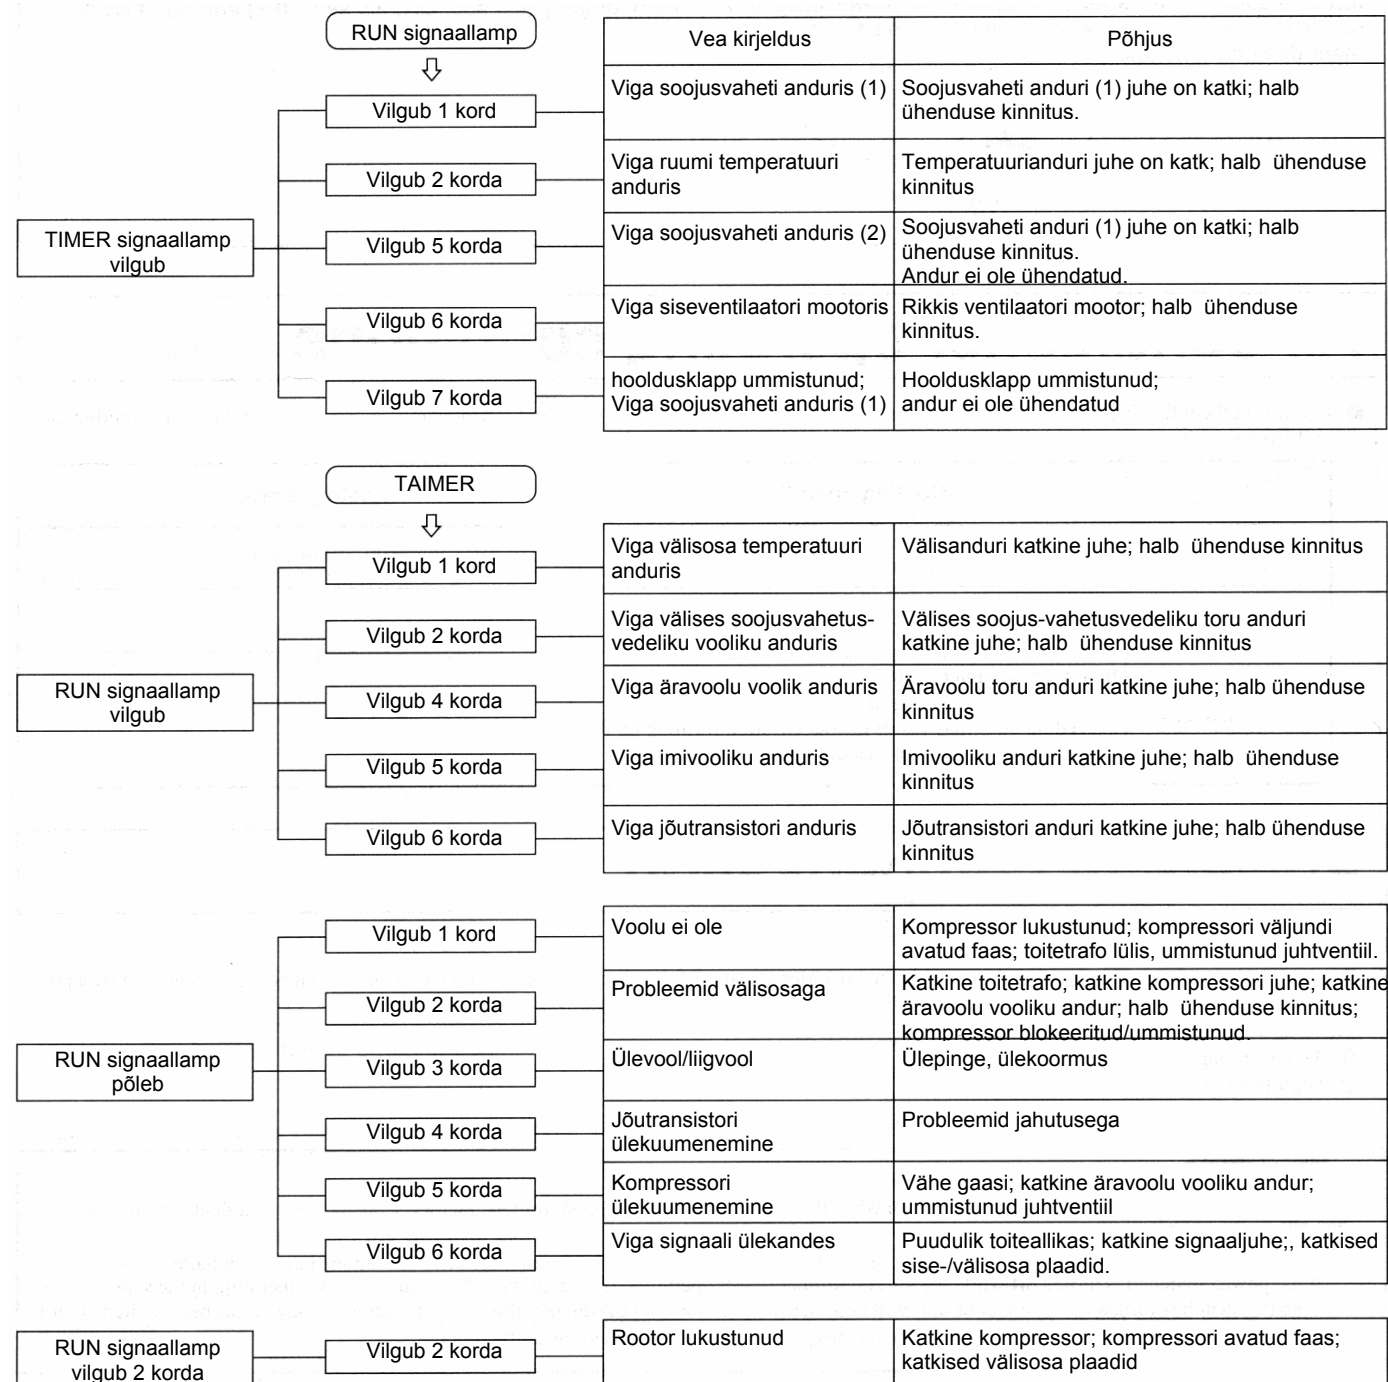 RUN signaallamp
Vea kirjeldus
Põhjus
TIMER signaallamp
vilgub
Vilgub 1 kord
Viga soojusvaheti anduris (1)
Soojusvaheti anduri (1) juhe on katki; halb
ühenduse kinnitus.
Vilgub 2 korda
Viga ruumi temperatuuri
anduris
Temperatuurianduri juhe on katk; halb ühenduse
kinnitus
Vilgub 5 korda
Viga soojusvaheti anduris (2)
Soojusvaheti anduri (1) juhe on katki; halb
ühenduse kinnitus.
Andur ei ole ühendatud.
Vilgub 6 korda
Viga siseventilaatori mootoris
Rikkis ventilaatori mootor; halb ühenduse
kinnitus.
Vilgub 7 korda
hooldusklapp ummistunud;
Viga soojusvaheti anduris (1)
Hooldusklapp ummistunud;
andur ei ole ühendatud
TAIMER
RUN signaallamp
vilgub
Vilgub 1 kord
Viga välisosa temperatuuri
anduris
Välisanduri katkine juhe; halb ühenduse kinnitus
Vilgub 2 korda
Viga välises soojusvahetus-
vedeliku vooliku anduris
Välises soojus-vahetusvedeliku toru anduri
katkine juhe; halb ühenduse kinnitus
Vilgub 4 korda
Viga äravoolu voolik anduris
Äravoolu toru anduri katkine juhe; halb ühenduse
kinnitus
Vilgub 5 korda
Viga imivooliku anduris
Imivooliku anduri katkine juhe; halb ühenduse
kinnitus
Vilgub 6 korda
Viga jõutransistori anduris
Jõutransistori anduri katkine juhe; halb ühenduse
kinnitus
RUN signaallamp
põleb
Vilgub 1 kord
Voolu ei ole
Kompressor lukustunud; kompressori väljundi
avatud faas; toitetrafo lülis, ummistunud juhtventiil.
Vilgub 2 korda
Probleemid välisosaga
Katkine toitetrafo; katkine kompressori juhe; katkine
äravoolu vooliku andur; halb ühenduse kinnitus;
kompressor blokeeritud/ummistunud.
Vilgub 3 korda
Ülevool/liigvool
Ülepinge, ülekoormus
Vilgub 4 korda
Jõutransistori
ülekuumenemine
Probleemid jahutusega
Vilgub 5 korda
Kompressori
ülekuumenemine
Vähe gaasi; katkine äravoolu vooliku andur;
ummistunud juhtventiil
Vilgub 6 korda
Viga signaali ülekandes
Puudulik toiteallikas; katkine signaaljuhe;, katkised
sise-/välisosa plaadid.
RUN signaallamp
vilgub 2 korda
Vilgub 2 korda
Rootor lukustunud
Katkine kompressor; kompressori avatud faas;
katkised välisosa plaadid